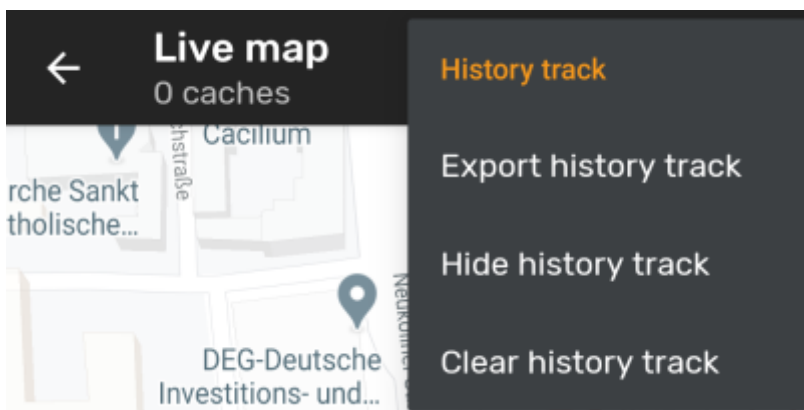 Live map
0 caches
History track
Export history track
Hide history track
Clear history track
Cacilium
rche Sankt
tholische...
hstraße
DEG-Deutsche
Investitions- und...